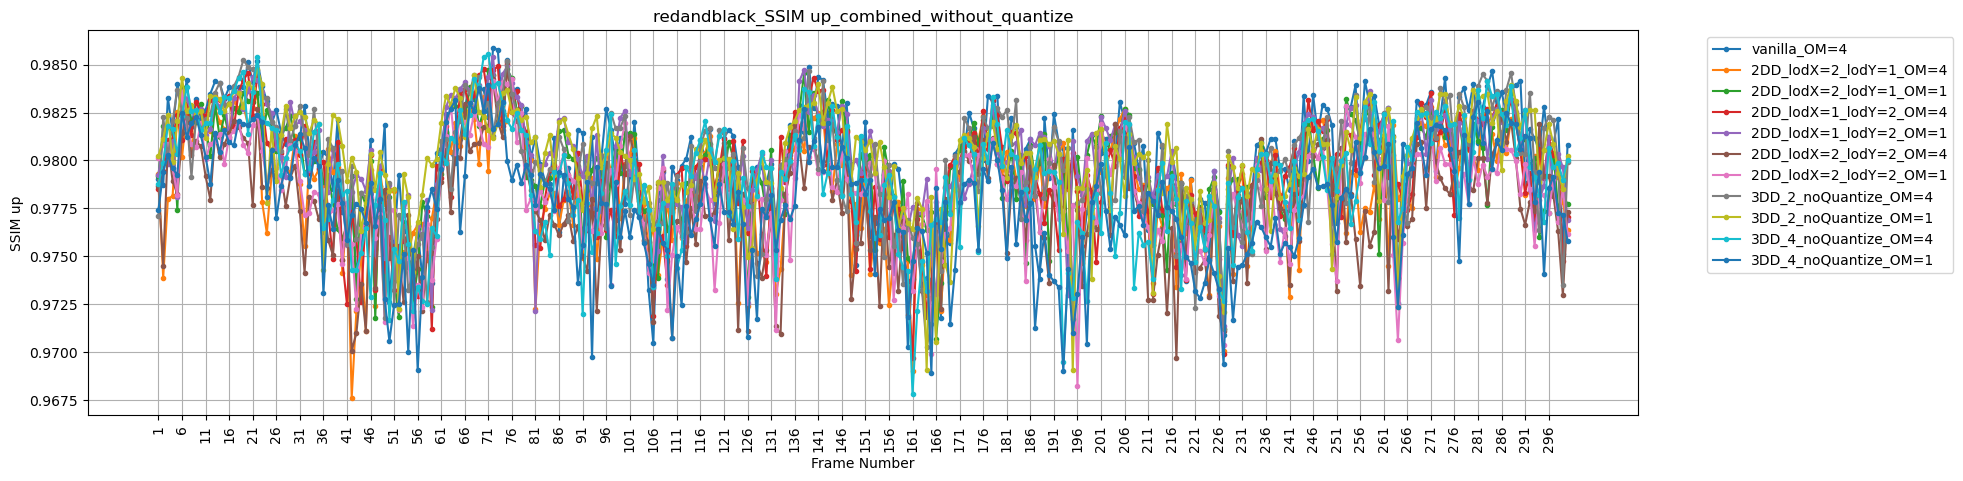 redandblack_SSIM up_combined_without_quantize
SSIM up
0.9850
0.9825
0.9800
0.9775
0.9750
0.9725
0.9700
0.9675
1 6 11 16 21 26 31 36 41 46 51 56 61 66 71 76 81 86 91 96 101 106 111 116 121 126 131 136 141 146 151 156 161 166 171 176 181 186 191 196 201 206 211 216 221 226 231 236 241 246 251 256 261 266 271 276 281 286 291 296
Frame Number
vanilla_OM=4
2DD_lodX=2_lodY=1_OM=4
2DD_lodX=2_lodY=1_OM=1
2DD_lodX=1_lodY=2_OM=4
2DD_lodX=1_lodY=2_OM=1
2DD_lodX=2_lodY=2_OM=4
2DD_lodX=2_lodY=2_OM=1
3DD_2_noQuantize_OM=4
3DD_2_noQuantize_OM=1
3DD_4_noQuantize_OM=4
3DD_4_noQuantize_OM=1